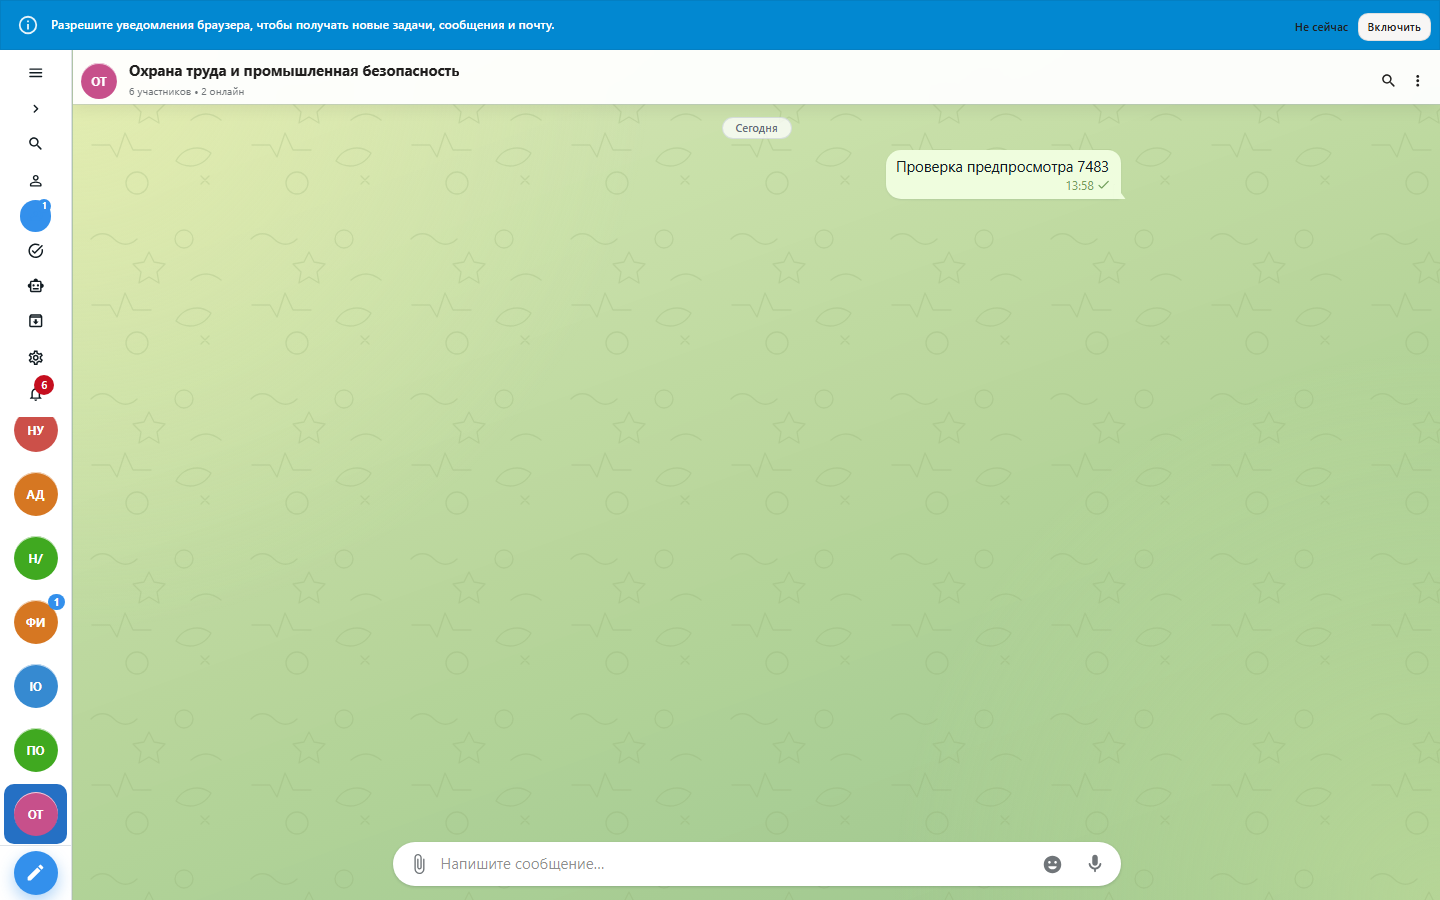 Разрешите уведомления браузера, чтобы получать новые задачи, сообщения и почту.
Не сейчас
Включить
ОТ
Охрана труда и промышленная безопасность
6 участников • 2 онлайн
Сегодня
Проверка предпросмотра 7483
13:58
1
6
НУ
АД
Н/
1
ФИ
Ю
ПО
ОТ
Напишите сообщение...